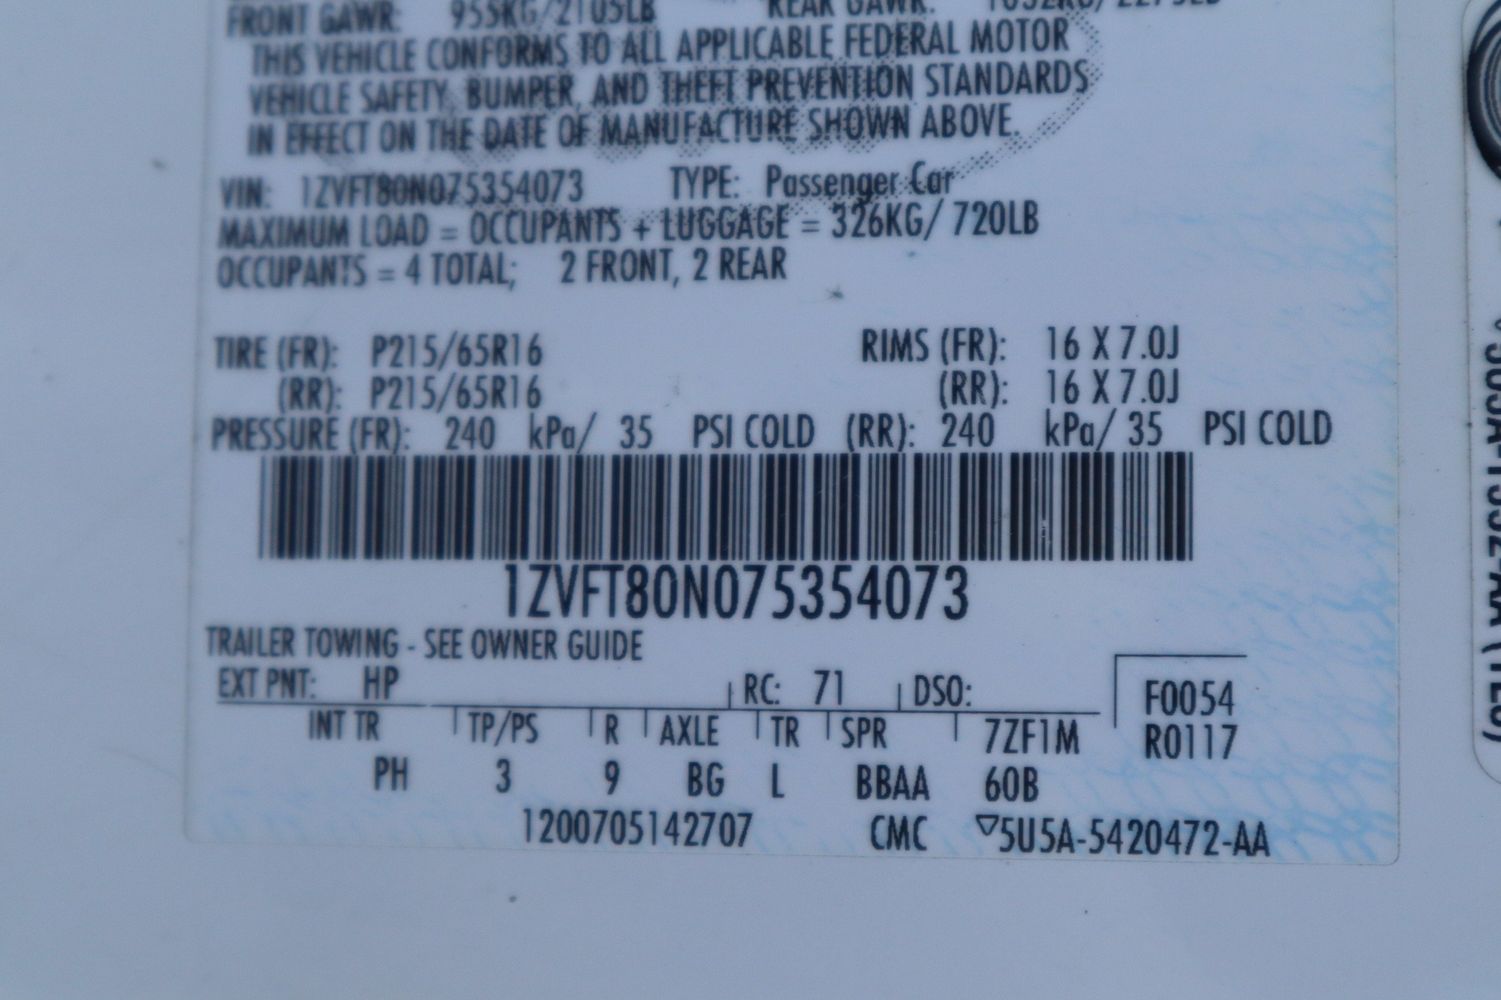 FRONT GAWR: 955KG/2105LB REAR GAWR: 1032KG/2275LB
THIS VEHICLE CONFORMS TO ALL APPLICABLE FEDERAL MOTOR
VEHICLE SAFETY, BUMPER, AND THEFT PREVENTION STANDARDS
IN EFFECT ON THE DATE OF MANUFACTURE SHOWN ABOVE.
VIN: 1ZVFT80N075354073 TYPE: Passenger Car
MAXIMUM LOAD = OCCUPANTS + LUGGAGE = 326KG/ 720LB
OCCUPANTS = 4 TOTAL; 2 FRONT, 2 REAR
TIRE (FR): P215/65R16 RIMS (FR): 16 X 7.0J
(RR): P215/65R16 (RR): 16 X 7.0J
PRESSURE (FR): 240 kPa/ 35 PSI COLD (RR): 240 kPa/ 35 PSI COLD
1ZVFT80N075354073
TRAILER TOWING - SEE OWNER GUIDE
EXT PNT: HP RC: 71 DSO: F0054
INT TR TP/PS R AXLE TR SPR 7ZF1M R0117
PH 3 9 BG L BBAA 60B
1200705142707 CMC ▽5U5A-5420472-AA